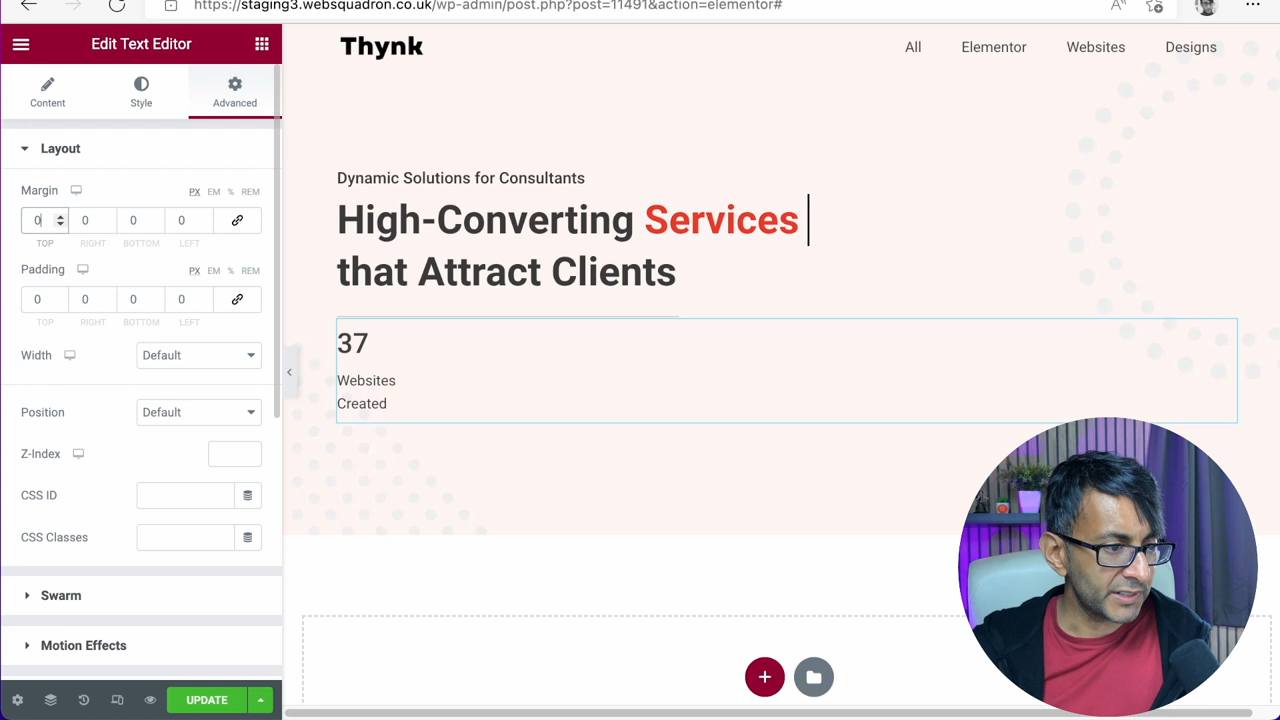 https://staging3.websquadron.co.uk/wp-admin/post.php?post=11491&action=elementor#
Edit Text Editor
Content
Style
Advanced
Layout
Margin
PX EM % REM
0 0 0 0
TOP RIGHT BOTTOM LEFT
Padding
PX EM % REM
0 0 0 0
TOP RIGHT BOTTOM LEFT
Width
Default
Position
Default
Z-Index
CSS ID
CSS Classes
Swarm
Motion Effects
UPDATE
Thynk
All
Elementor
Websites
Designs
Dynamic Solutions for Consultants
High-Converting Services
that Attract Clients
37
Websites
Created